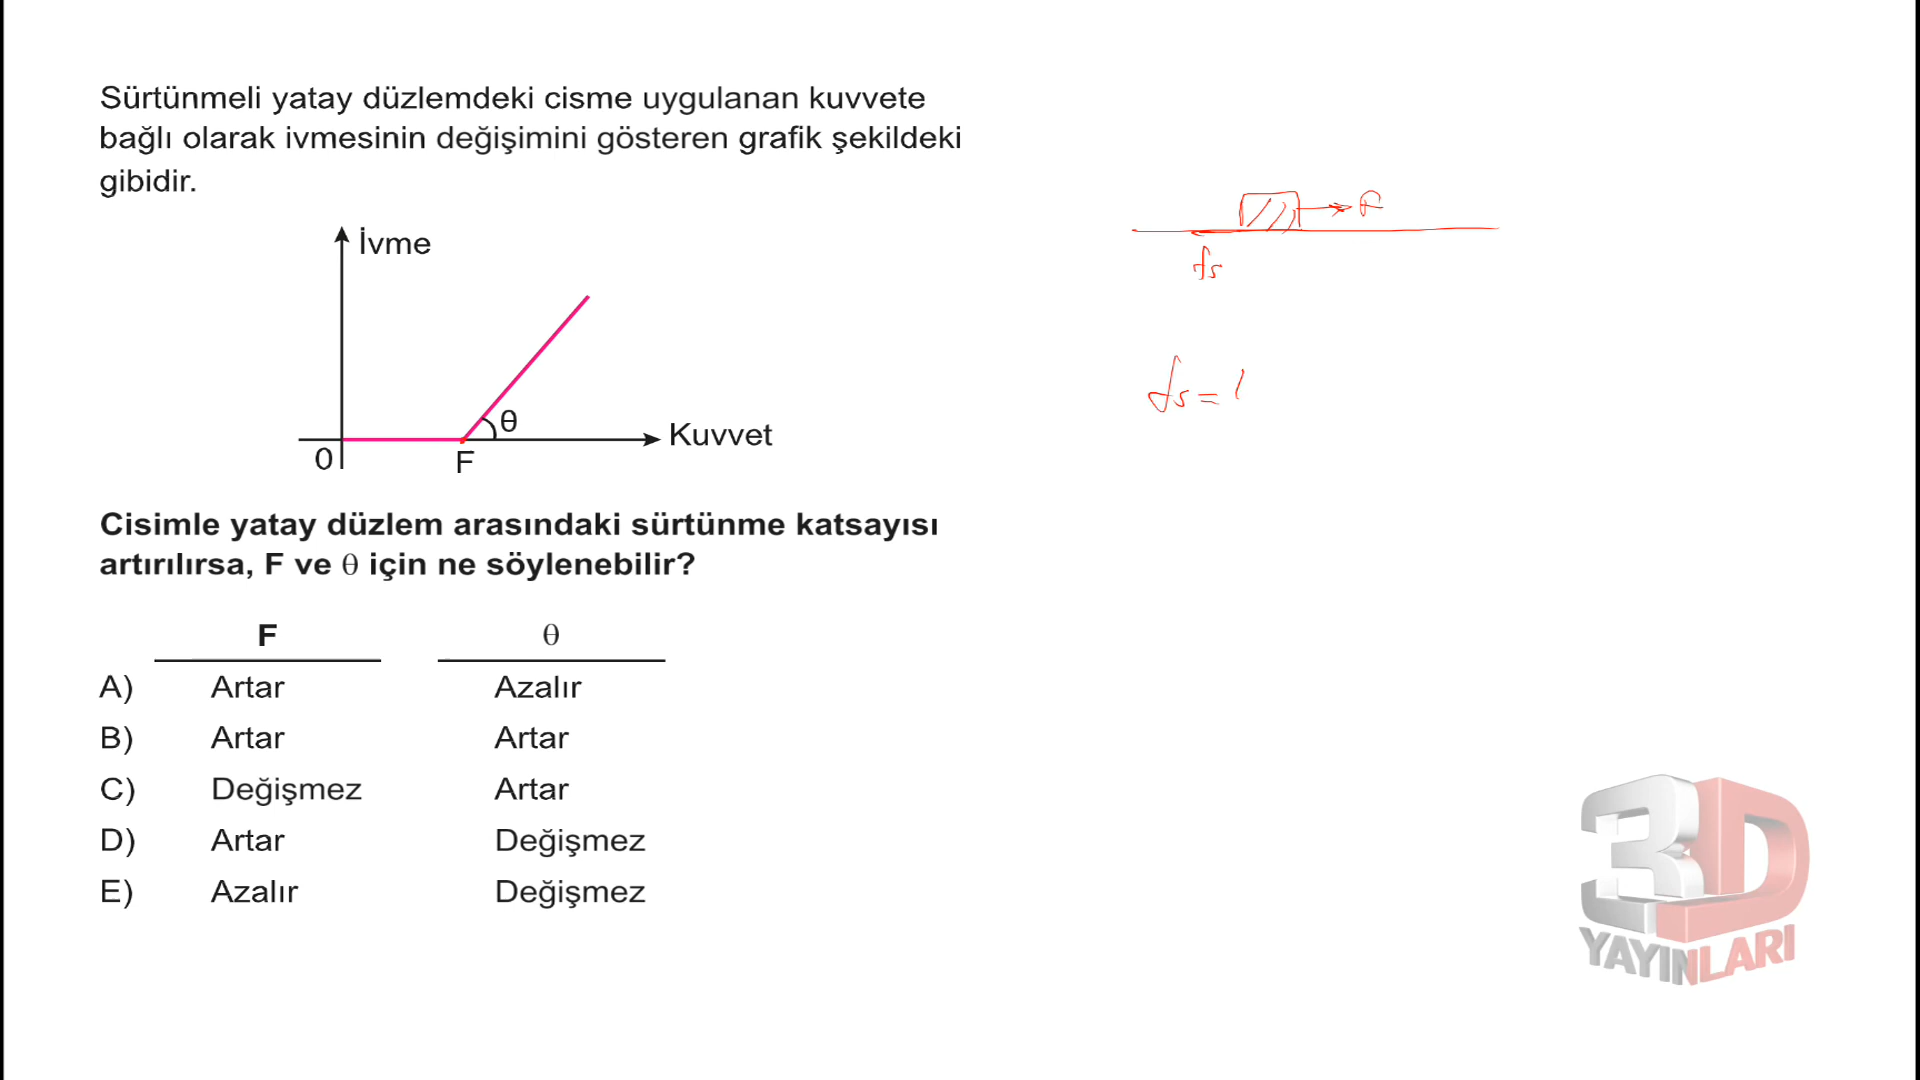 Sürtünmeli yatay düzlemdeki cisme uygulanan kuvvete
bağlı olarak ivmesinin değişimini gösteren grafik şekildeki
gibidir.
İvme
θ
Kuvvet
0
F
F
fs
fs =
Cisimle yatay düzlem arasındaki sürtünme katsayısı
artırılırsa, F ve θ için ne söylenebilir?
F θ
A) Artar Azalır
B) Artar Artar
C) Değişmez Artar
D) Artar Değişmez
E) Azalır Değişmez
3D
YAYINLARI